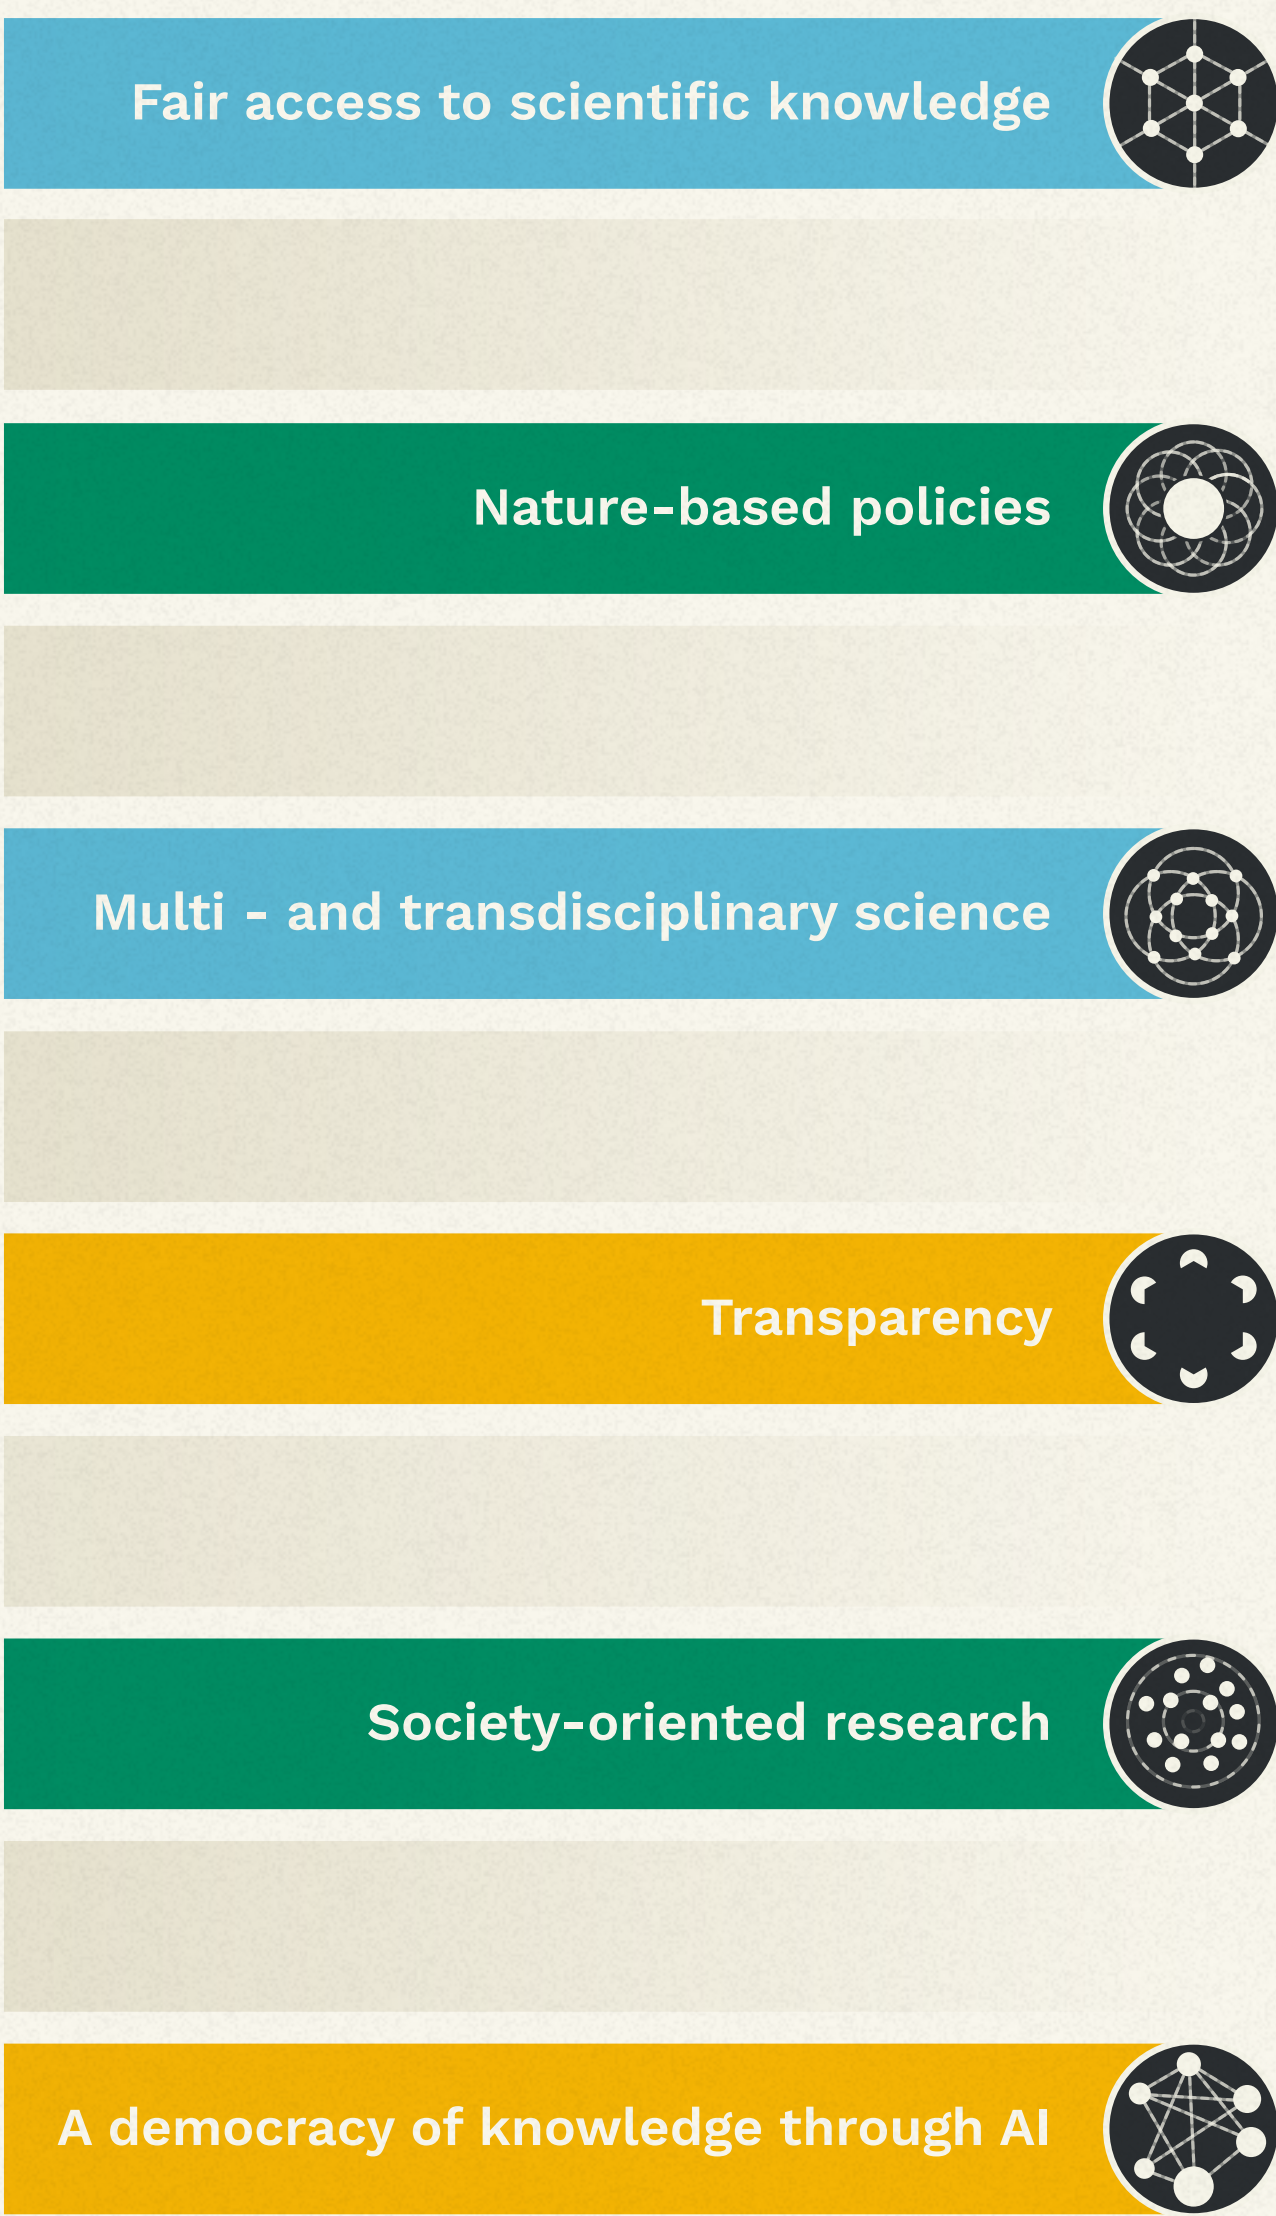 Fair access to scientific knowledge
Nature-based policies
Multi - and transdisciplinary science
Transparency
Society-oriented research
A democracy of knowledge through AI